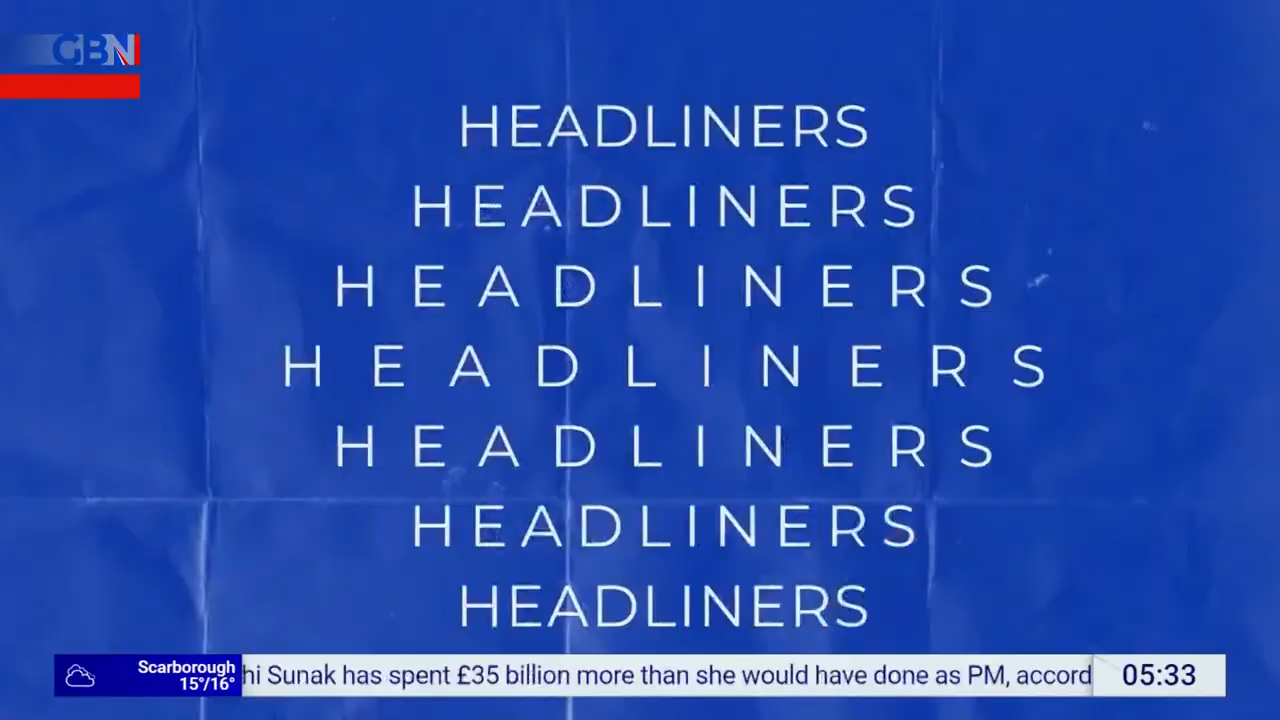 GBN
HEADLINERS
HEADLINERS
HEADLINERS
HEADLINERS
HEADLINERS
HEADLINERS
HEADLINERS
Scarborough
15°/16°
hi Sunak has spent £35 billion more than she would have done as PM, accord
05:33